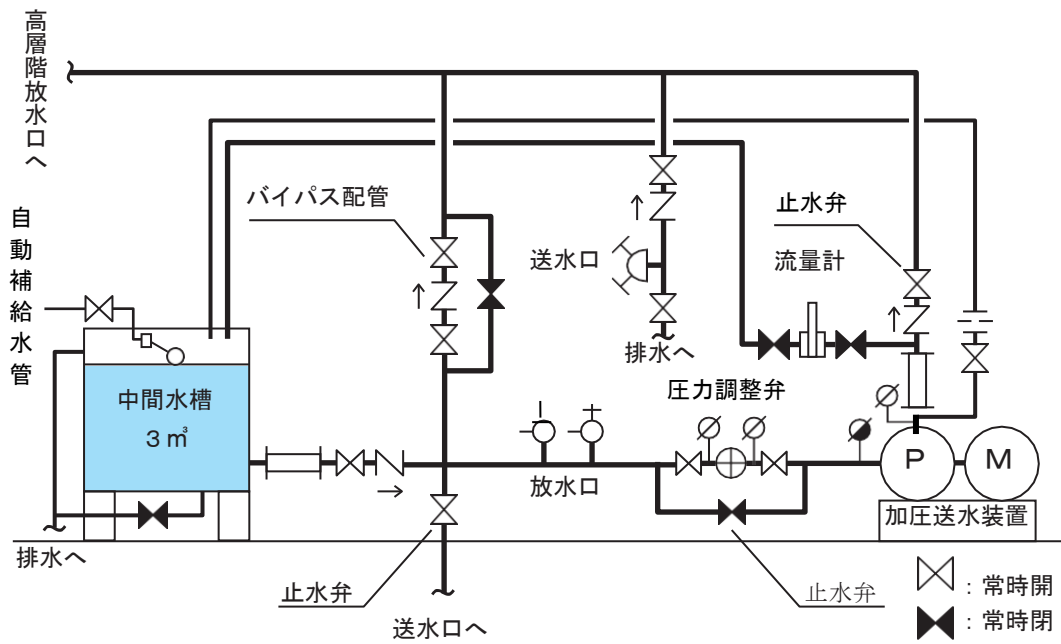 高層階放水口へ
自動補給水管
バイパス配管
送水口
止水弁
流量計
排水へ
圧力調整弁
中間水槽
3㎥
放水口
P
M
加圧送水装置
排水へ
止水弁
止水弁
送水口へ
：常時開
：常時閉